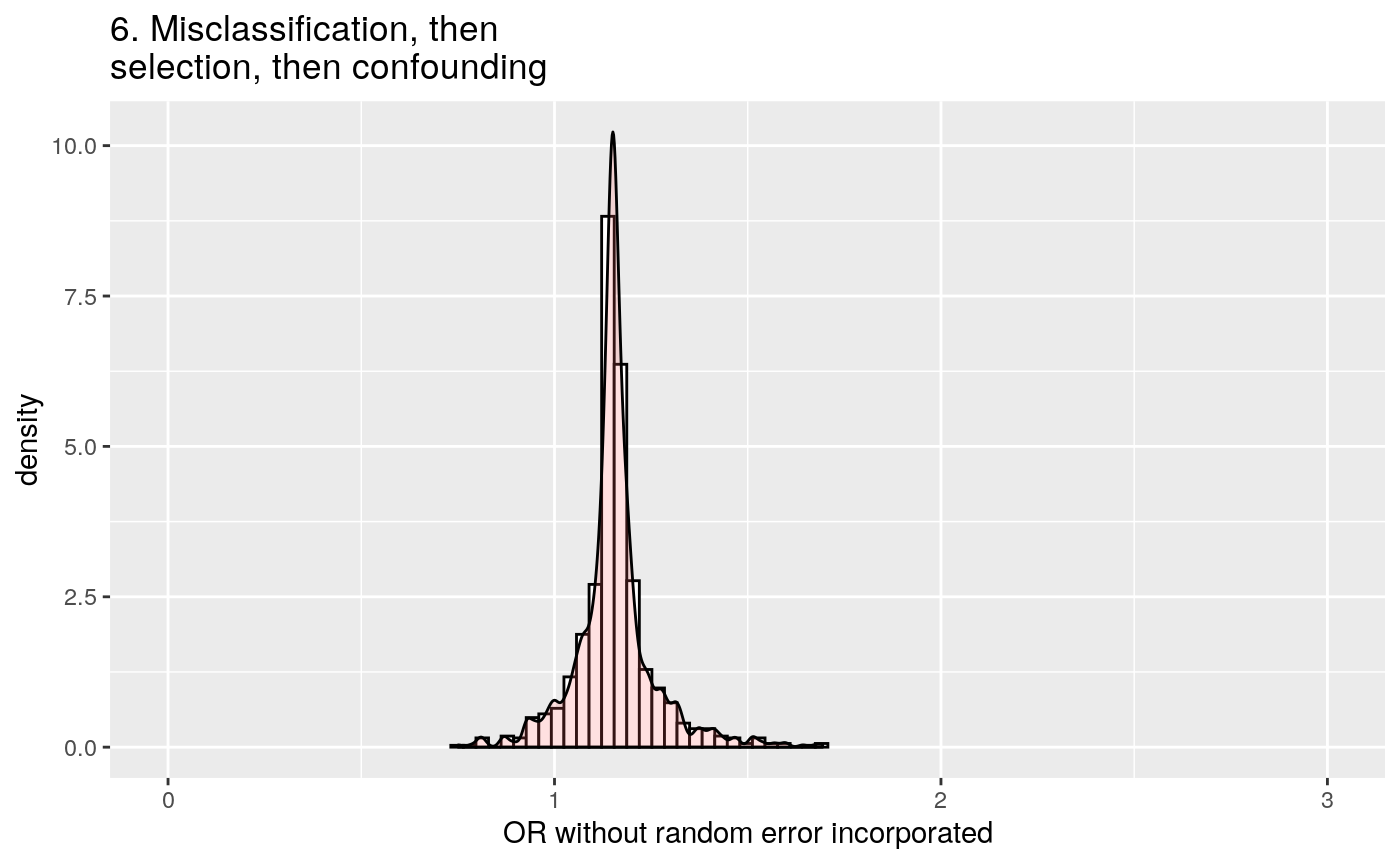 6. Misclassification, then
selection, then confounding
10.0
7.5
5.0
2.5
0.0
density
0
1
2
3
OR without random error incorporated